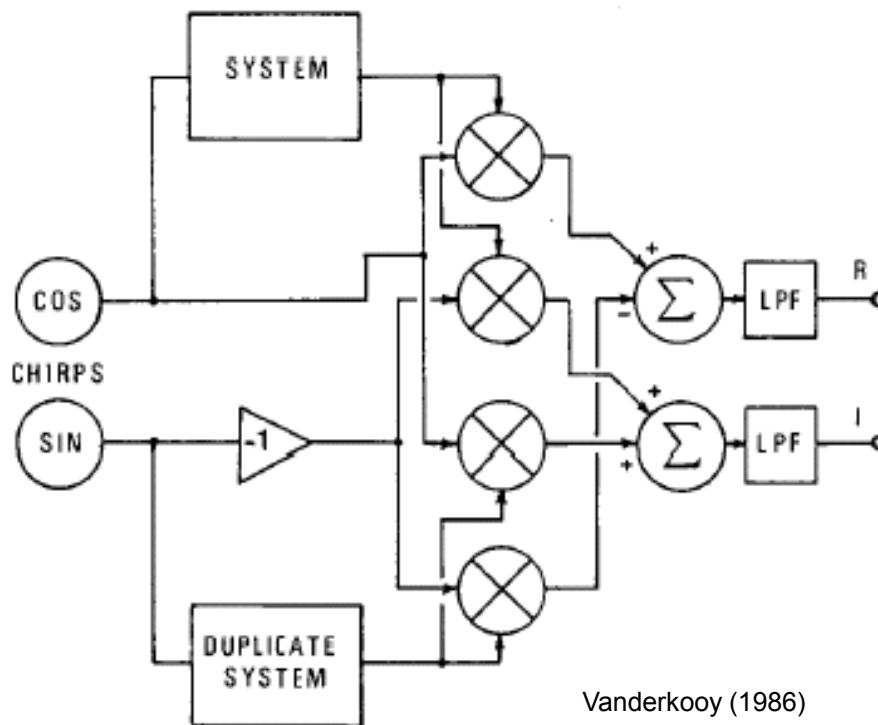 SYSTEM
COS
CHIRPS
SIN
-1
DUPLICATE
SYSTEM
+
-
Σ
LPF
R
+
+
Σ
LPF
I
Vanderkooy (1986)